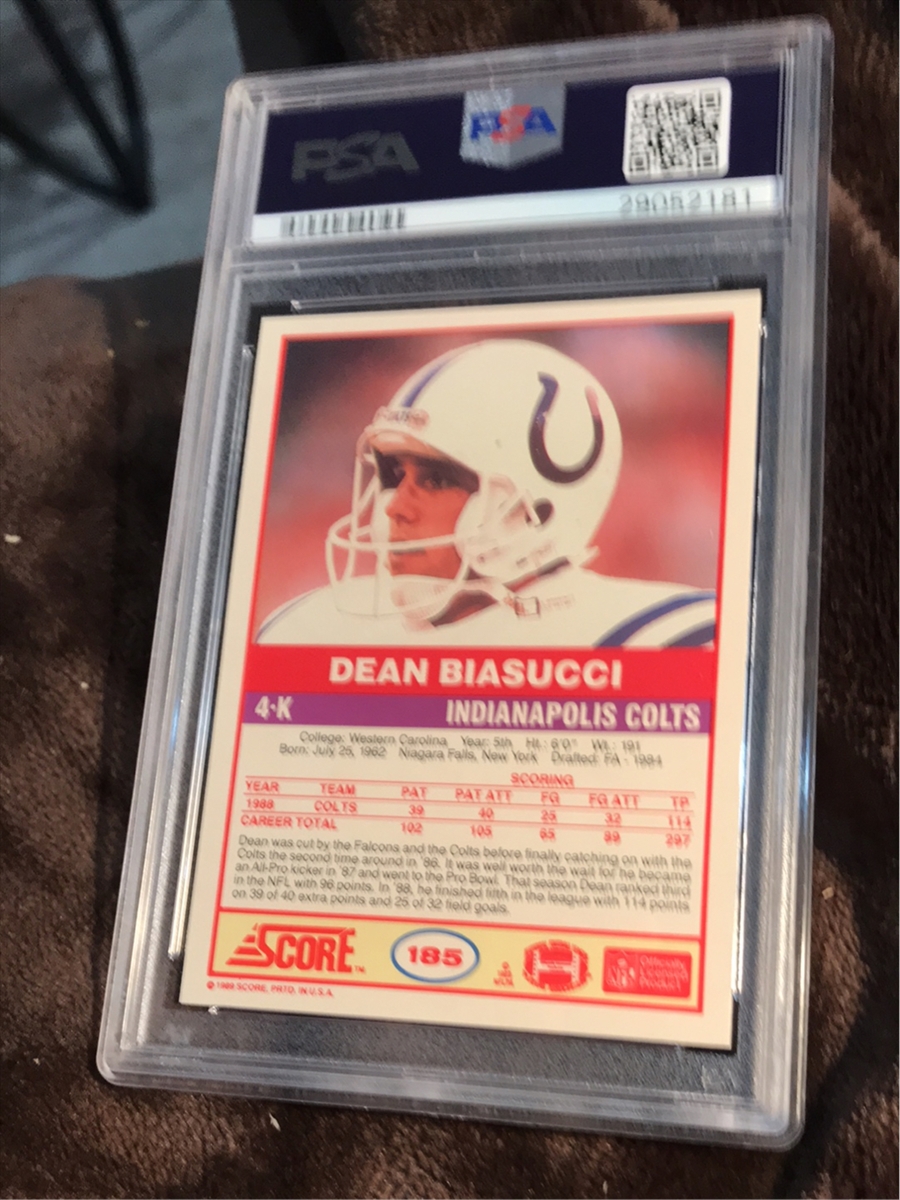 PSA
PSA
29052181
COLTS
DEAN BIASUCCI
4·K INDIANAPOLIS COLTS
College: Western Carolina Year: 5th Ht.: 6'0" Wt.: 191
Born: July 25, 1962 Niagara Falls, New York Drafted: FA - 1984
SCORING
YEAR TEAM PAT PAT ATT FG FG ATT TP
1988 COLTS 39 40 25 32 114
CAREER TOTAL 102 105 65 89 297
Dean was cut by the Falcons and the Colts before finally catching on with the
Colts the second time around in '86. It was well worth the wait for he became
an All-Pro kicker in '87 and went to the Pro Bowl. That season Dean ranked third
in the NFL with 96 points. In '88, he finished fifth in the league with 114 points
on 39 of 40 extra points and 25 of 32 field goals.
SCORE™ 185
NFL Officially
Licensed
Product
© 1989 SCORE, PRTD. IN U.S.A.